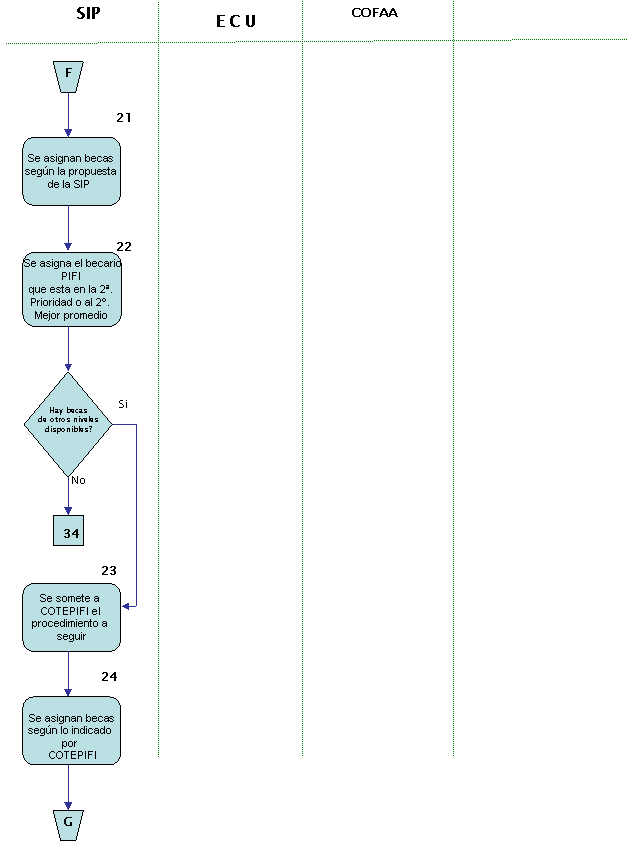 SIP
E C U
COFAA
F
21
Se asignan becas
según la propuesta
de la SIP
22
Se asigna el becario
PIFI
que esta en la 2ª.
Prioridad o al 2º.
Mejor promedio
Hay becas
de otros niveles
disponibles?
Si
No
34
23
Se somete a
COTEPIFI el
procedimiento a
seguir
24
Se asignan becas
según lo indicado
por
COTEPIFI
G